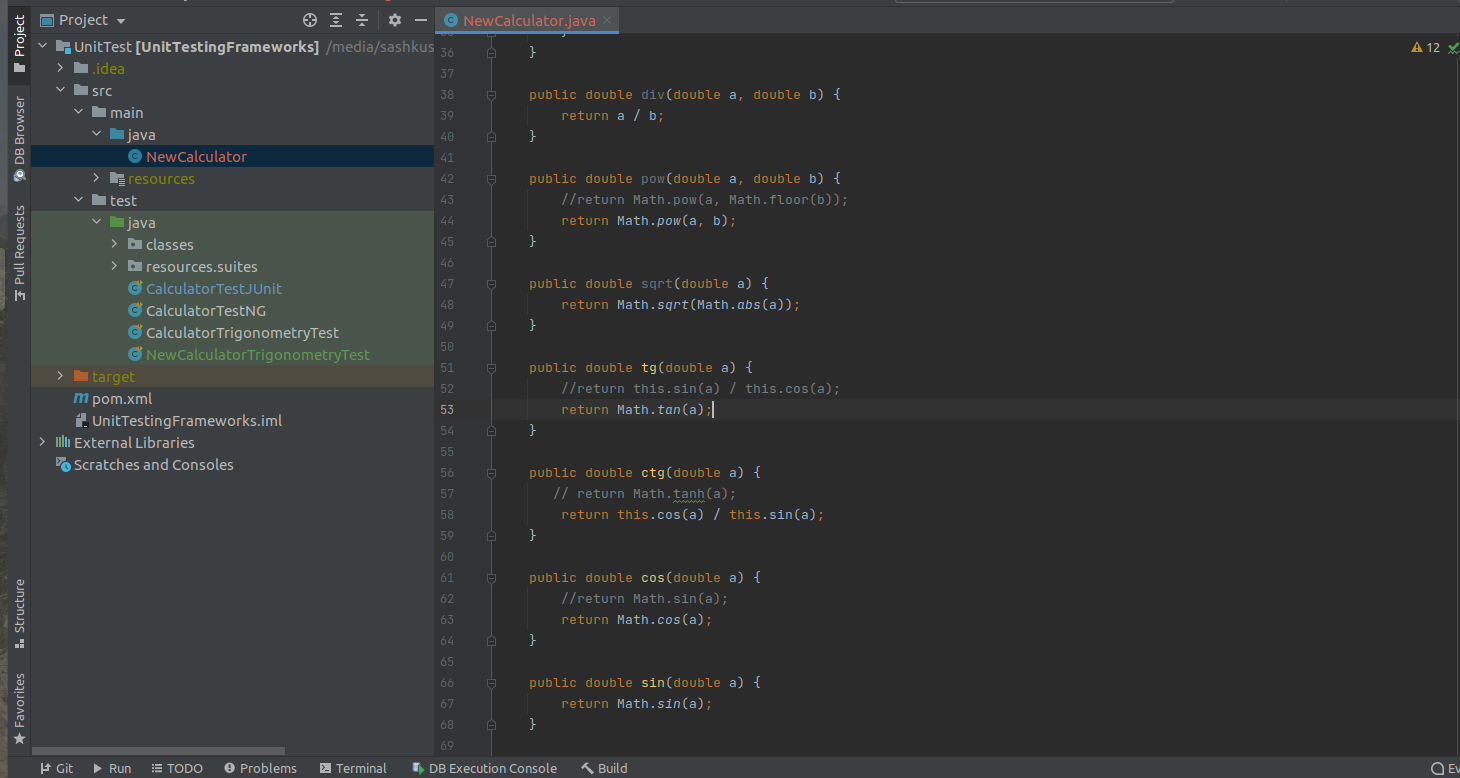 Project
NewCalculator.java
UnitTest [UnitTestingFrameworks] /media/sashkus
.idea
src
main
java
NewCalculator
resources
test
java
classes
resources.suites
CalculatorTestJUnit
CalculatorTestNG
CalculatorTrigonometryTest
NewCalculatorTrigonometryTest
target
pom.xml
UnitTestingFrameworks.iml
External Libraries
Scratches and Consoles
Project
DB Browser
Pull Requests
Structure
Favorites
12
36 }
37
38 public double div(double a, double b) {
39 return a / b;
40 }
41
42 public double pow(double a, double b) {
43 //return Math.pow(a, Math.floor(b));
44 return Math.pow(a, b);
45 }
46
47 public double sqrt(double a) {
48 return Math.sqrt(Math.abs(a));
49 }
50
51 public double tg(double a) {
52 //return this.sin(a) / this.cos(a);
53 return Math.tan(a);
54 }
55
56 public double ctg(double a) {
57 // return Math.tanh(a);
58 return this.cos(a) / this.sin(a);
59 }
60
61 public double cos(double a) {
62 //return Math.sin(a);
63 return Math.cos(a);
64 }
65
66 public double sin(double a) {
67 return Math.sin(a);
68 }
69
Git Run TODO Problems Terminal DB Execution Console Build Ev